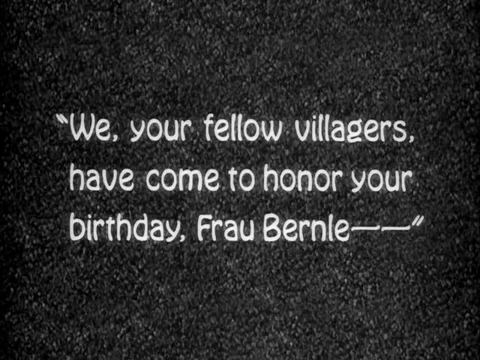 “We, your fellow villagers,
have come to honor your
birthday, Frau Bernle——”